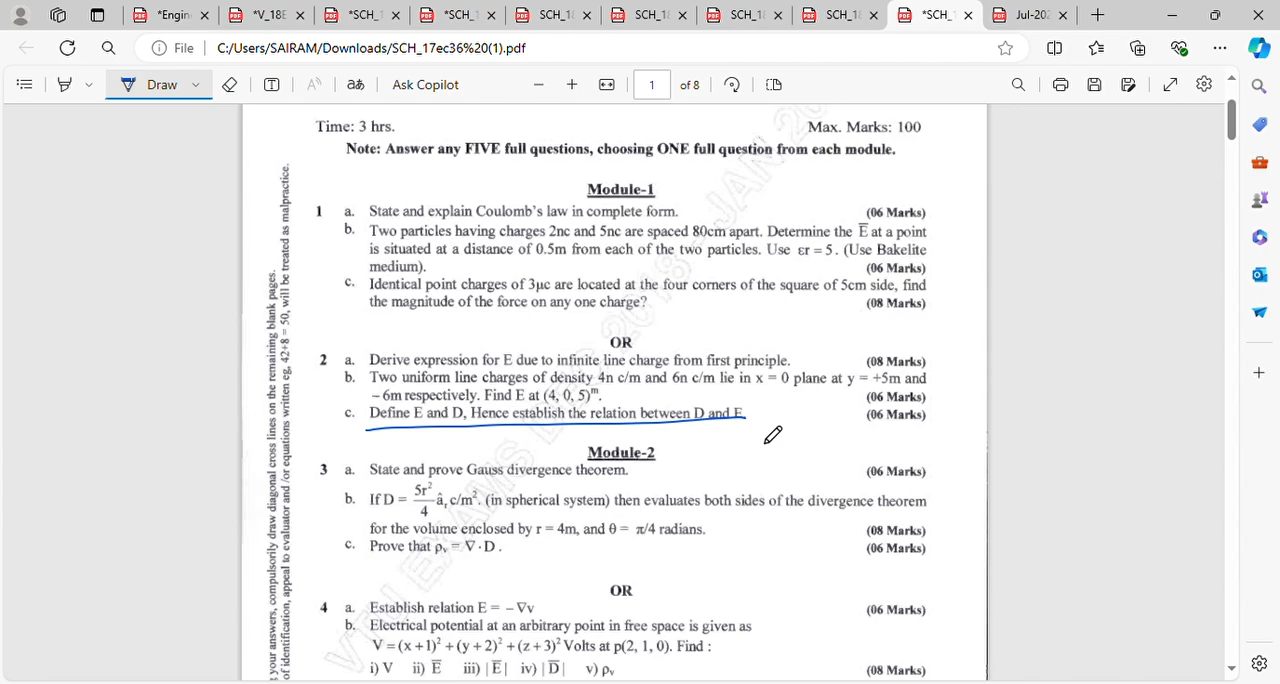 *Engin
*V_18E
*SCH_
*SCH_1
SCH_18
SCH_18
SCH_18
SCH_18
*SCH_
Jul-202
File C:/Users/SAIRAM/Downloads/SCH_17ec36%20(1).pdf
Draw aあ Ask Copilot 1 of 8
Time: 3 hrs. Max. Marks: 100
Note: Answer any FIVE full questions, choosing ONE full question from each module.
Module-1
1 a. State and explain Coulomb's law in complete form. (06 Marks)
b. Two particles having charges 2nc and 5nc are spaced 80cm apart. Determine the E̅ at a point
is situated at a distance of 0.5m from each of the two particles. Use εr = 5. (Use Bakelite
medium). (06 Marks)
c. Identical point charges of 3μc are located at the four corners of the square of 5cm side, find
the magnitude of the force on any one charge? (08 Marks)
OR
2 a. Derive expression for E due to infinite line charge from first principle. (08 Marks)
b. Two uniform line charges of density 4n c/m and 6n c/m lie in x = 0 plane at y = +5m and
– 6m respectively. Find E at (4, 0, 5)ᵐ. (06 Marks)
c. Define E and D, Hence establish the relation between D and E. (06 Marks)
Module-2
3 a. State and prove Gauss divergence theorem. (06 Marks)
b. If D = 5r²/4 âᵣ c/m². (in spherical system) then evaluates both sides of the divergence theorem
for the volume enclosed by r = 4m, and θ = π/4 radians. (08 Marks)
c. Prove that ρᵥ = ∇ · D . (06 Marks)
OR
4 a. Establish relation E = – ∇v (06 Marks)
b. Electrical potential at an arbitrary point in free space is given as
V = (x + 1)² + (y + 2)² + (z + 3)² Volts at p(2, 1, 0). Find :
i) V ii) E̅ iii) | E̅ | iv) | D̅ | v) ρᵥ (08 Marks)
your answers, compulsorily draw diagonal cross lines on the remaining blank pages.
of identification, appeal to evaluator and /or equations written eg, 42+8 = 50, will be treated as malpractice.